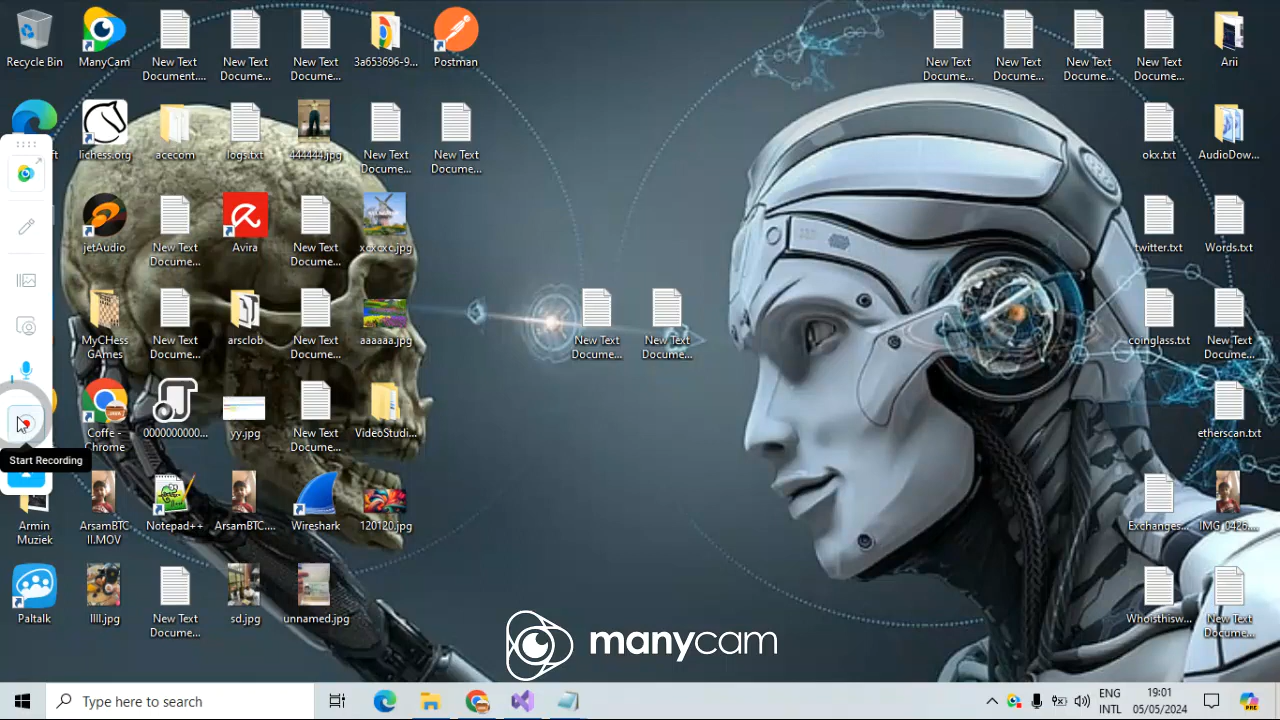 Recycle Bin
ManyCam
New Text
Document....
New Text
Docume...
New Text
Docume...
3a653696-9...
Postman
New Text
Docume...
New Text
Docume...
New Text
Docume...
New Text
Docume...
Arii
lichess.org
acecom
logs.txt
444444.jpg
New Text
Docume...
New Text
Docume...
okx.txt
AudioDow...
jetAudio
New Text
Docume...
Avira
New Text
Docume...
xcxcxc.jpg
twitter.txt
Words.txt
MyCHess
GAmes
New Text
Docume...
arsclob
New Text
Docume...
aaaaaa.jpg
New Text
Docume...
New Text
Docume...
coinglass.txt
New Text
Docume...
Coffe -
Chrome
0000000000...
yy.jpg
New Text
Docume...
VideoStudi...
etherscan.txt
Start Recording
Armin
Muziek
ArsamBTC
II.MOV
Notepad++
ArsamBTC....
Wireshark
120120.jpg
Exchanges...
IMG_0426....
Paltalk
llll.jpg
New Text
Docume...
sd.jpg
unnamed.jpg
Whoisthisw...
New Text
Docume...
manycam
Type here to search
ENG
INTL
19:01
05/05/2024